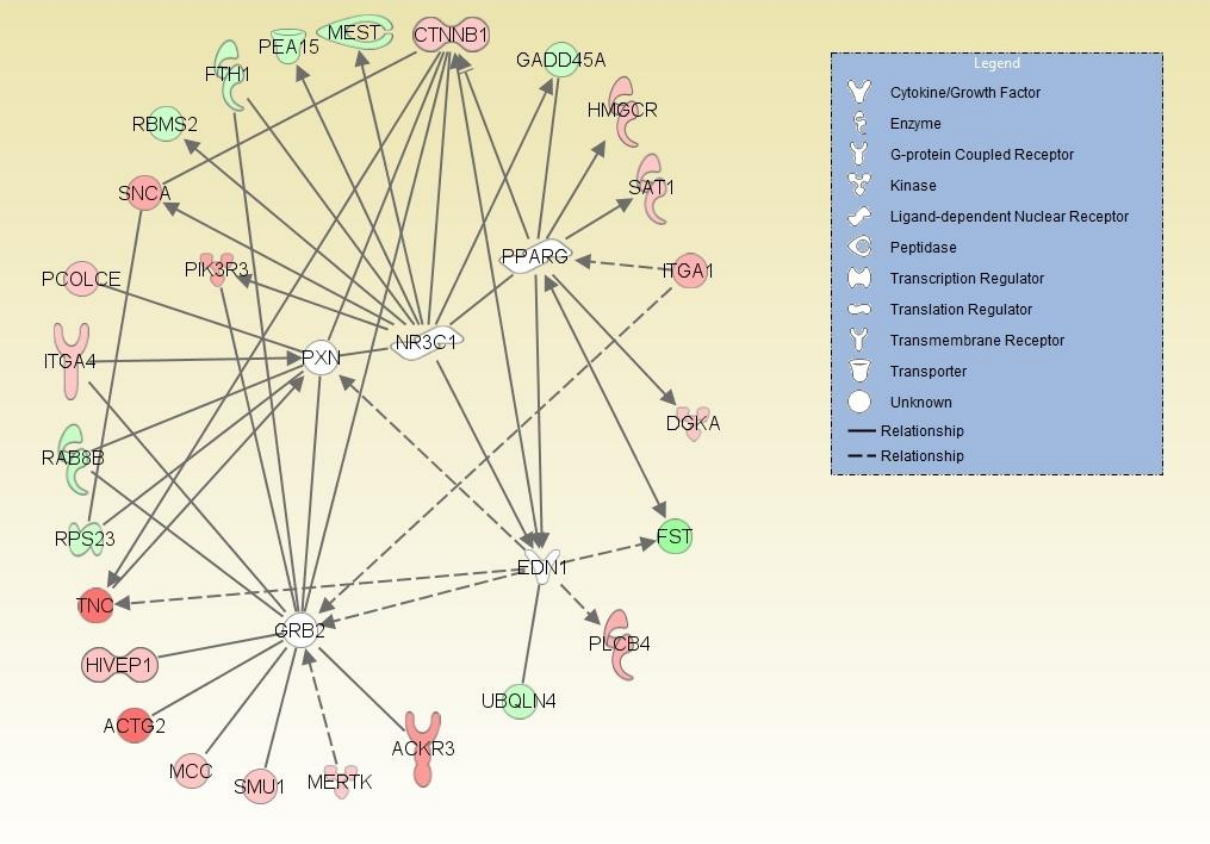 MEST
CTNNB1
PEA15
GADD45A
FTH1
HMGCR
RBMS2
SNCA
SAT1
PPARG
PIK3R3
ITGA1
PCOLCE
NR3C1
PXN
ITGA4
DGKA
RAB8B
RPS23
FST
EDN1
TNC
GRB2
PLCB4
HIVEP1
UBQLN4
ACTG2
ACKR3
MCC
SMU1
MERTK
Legend
Cytokine/Growth Factor
Enzyme
G-protein Coupled Receptor
Kinase
Ligand-dependent Nuclear Receptor
Peptidase
Transcription Regulator
Translation Regulator
Transmembrane Receptor
Transporter
Unknown
Relationship
Relationship